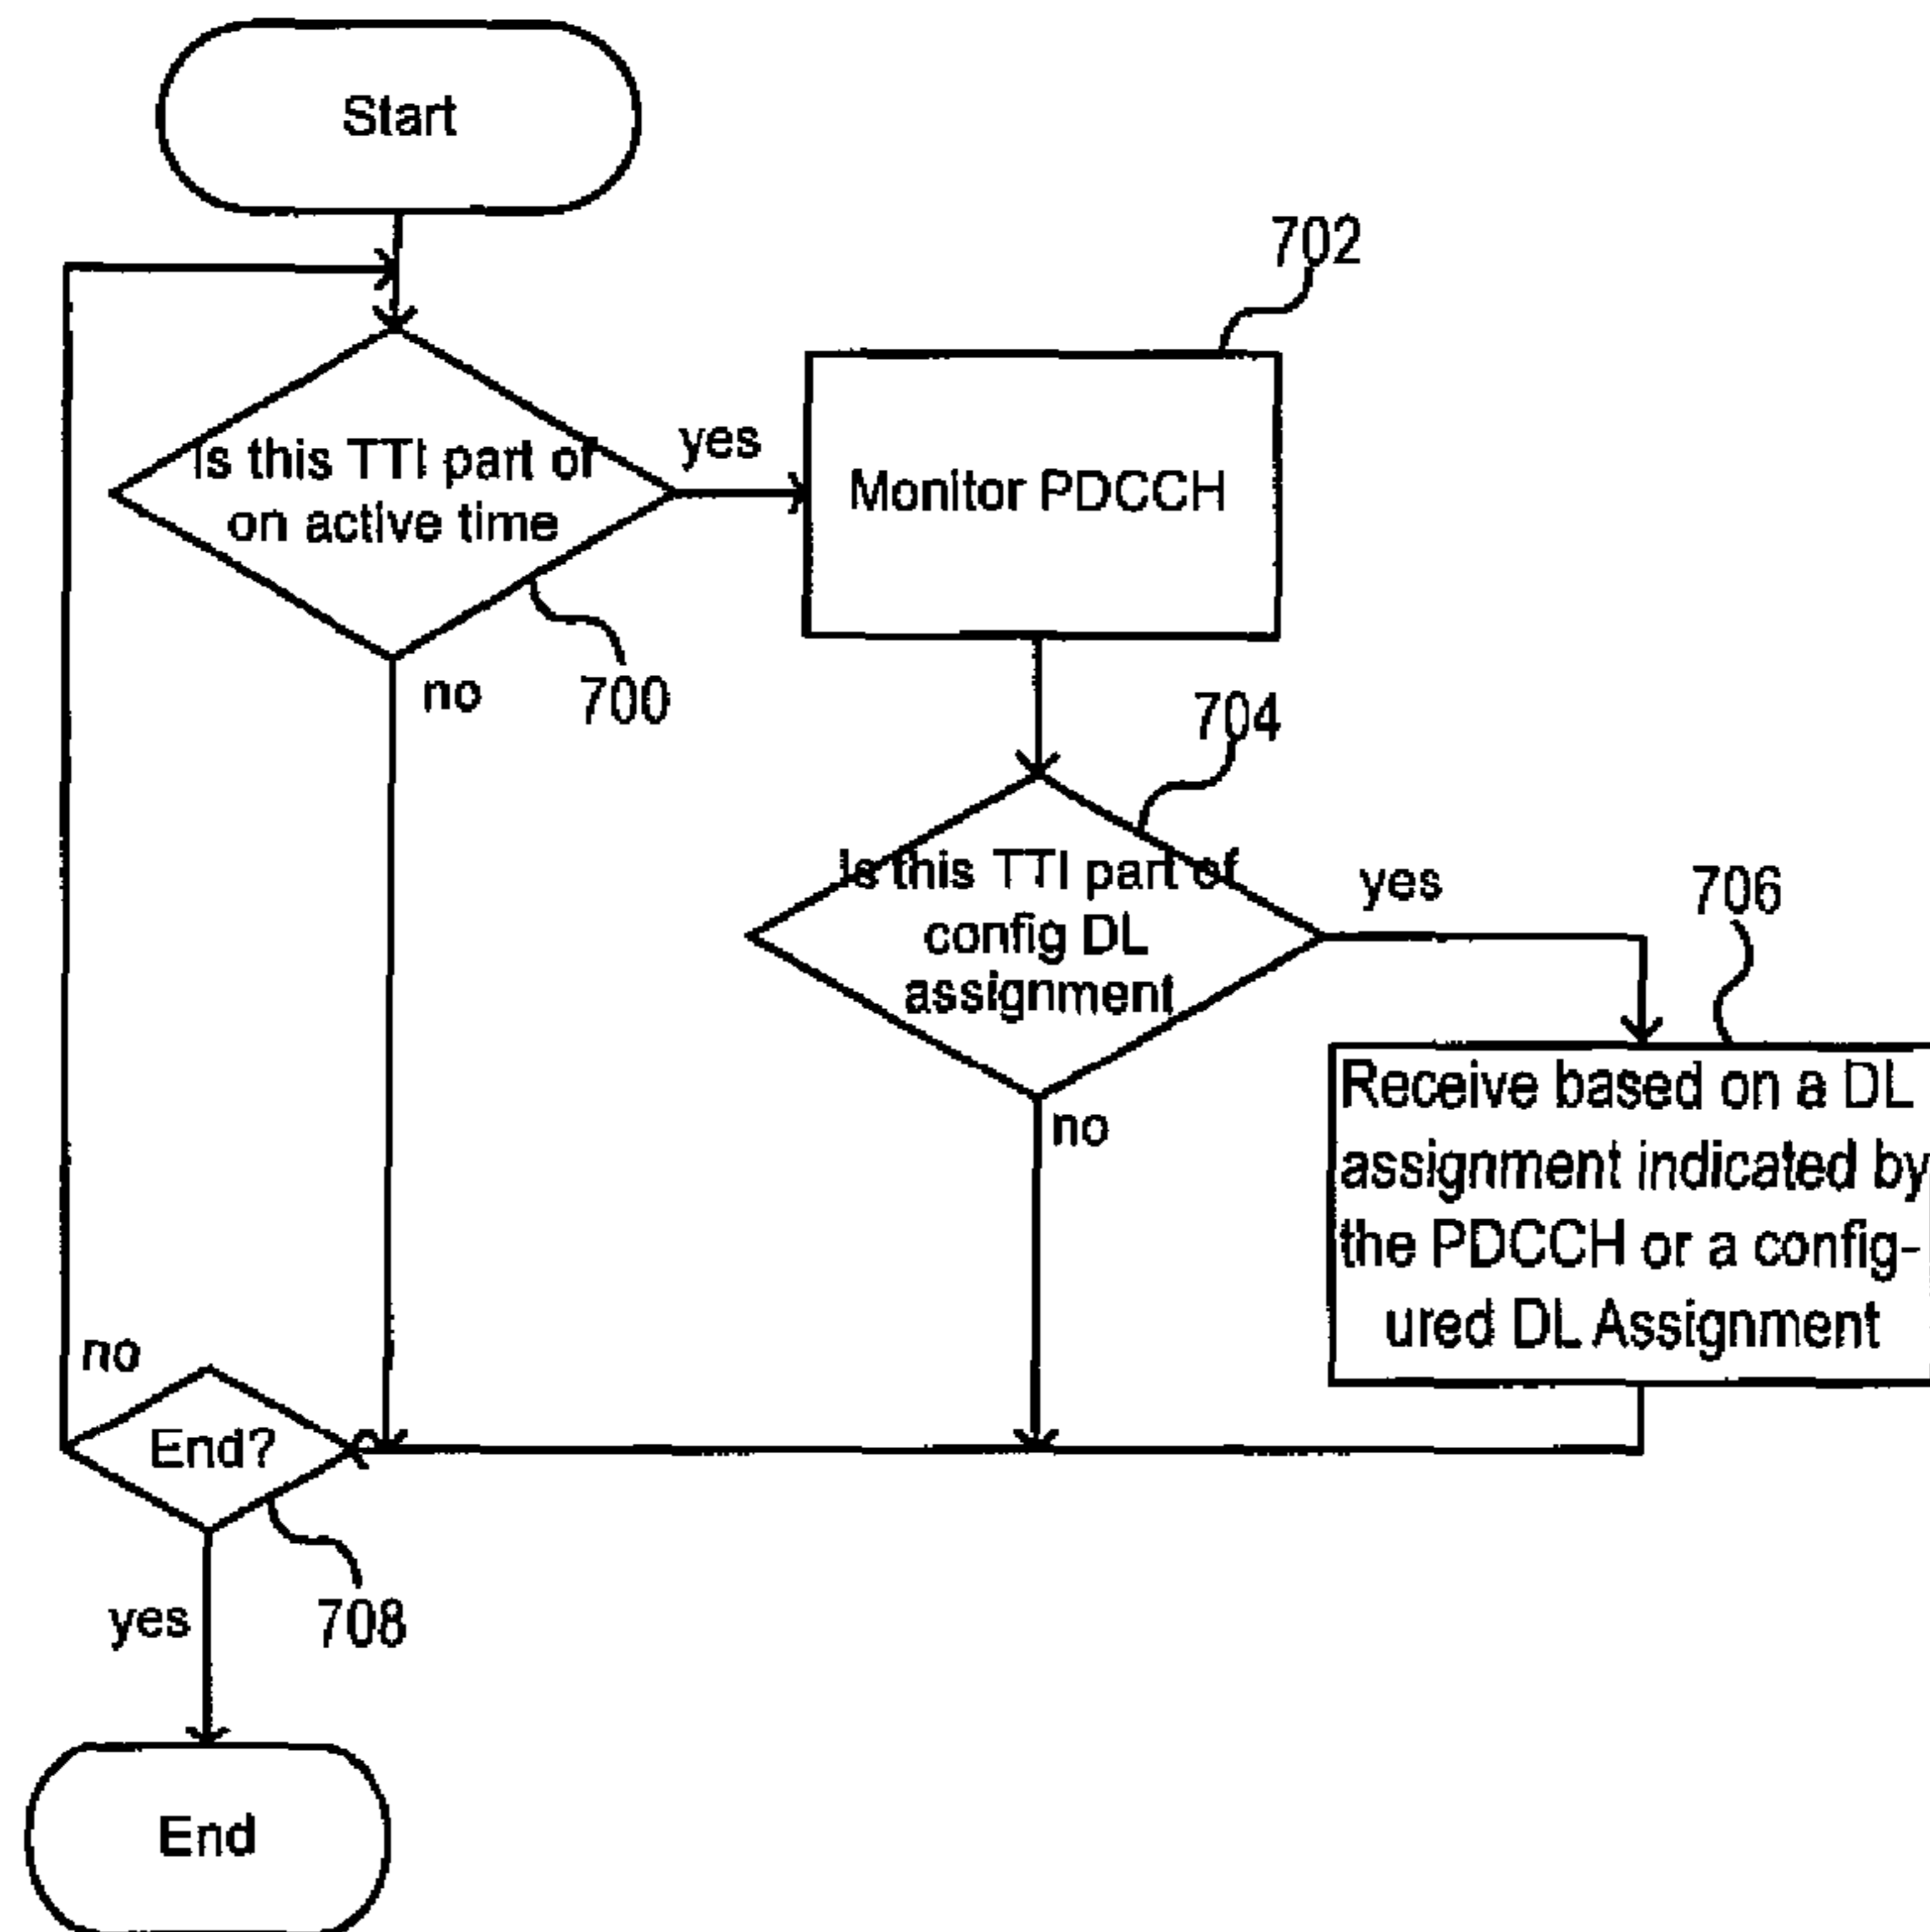 Start
702
Is this TTI part of
on active time
yes
Monitor PDCCH
no
700
704
Is this TTI part of
config DL
assignment
yes
706
no
Receive based on a DL
assignment indicated by
the PDCCH or a config-
ured DL Assignment
no
End?
yes
708
End